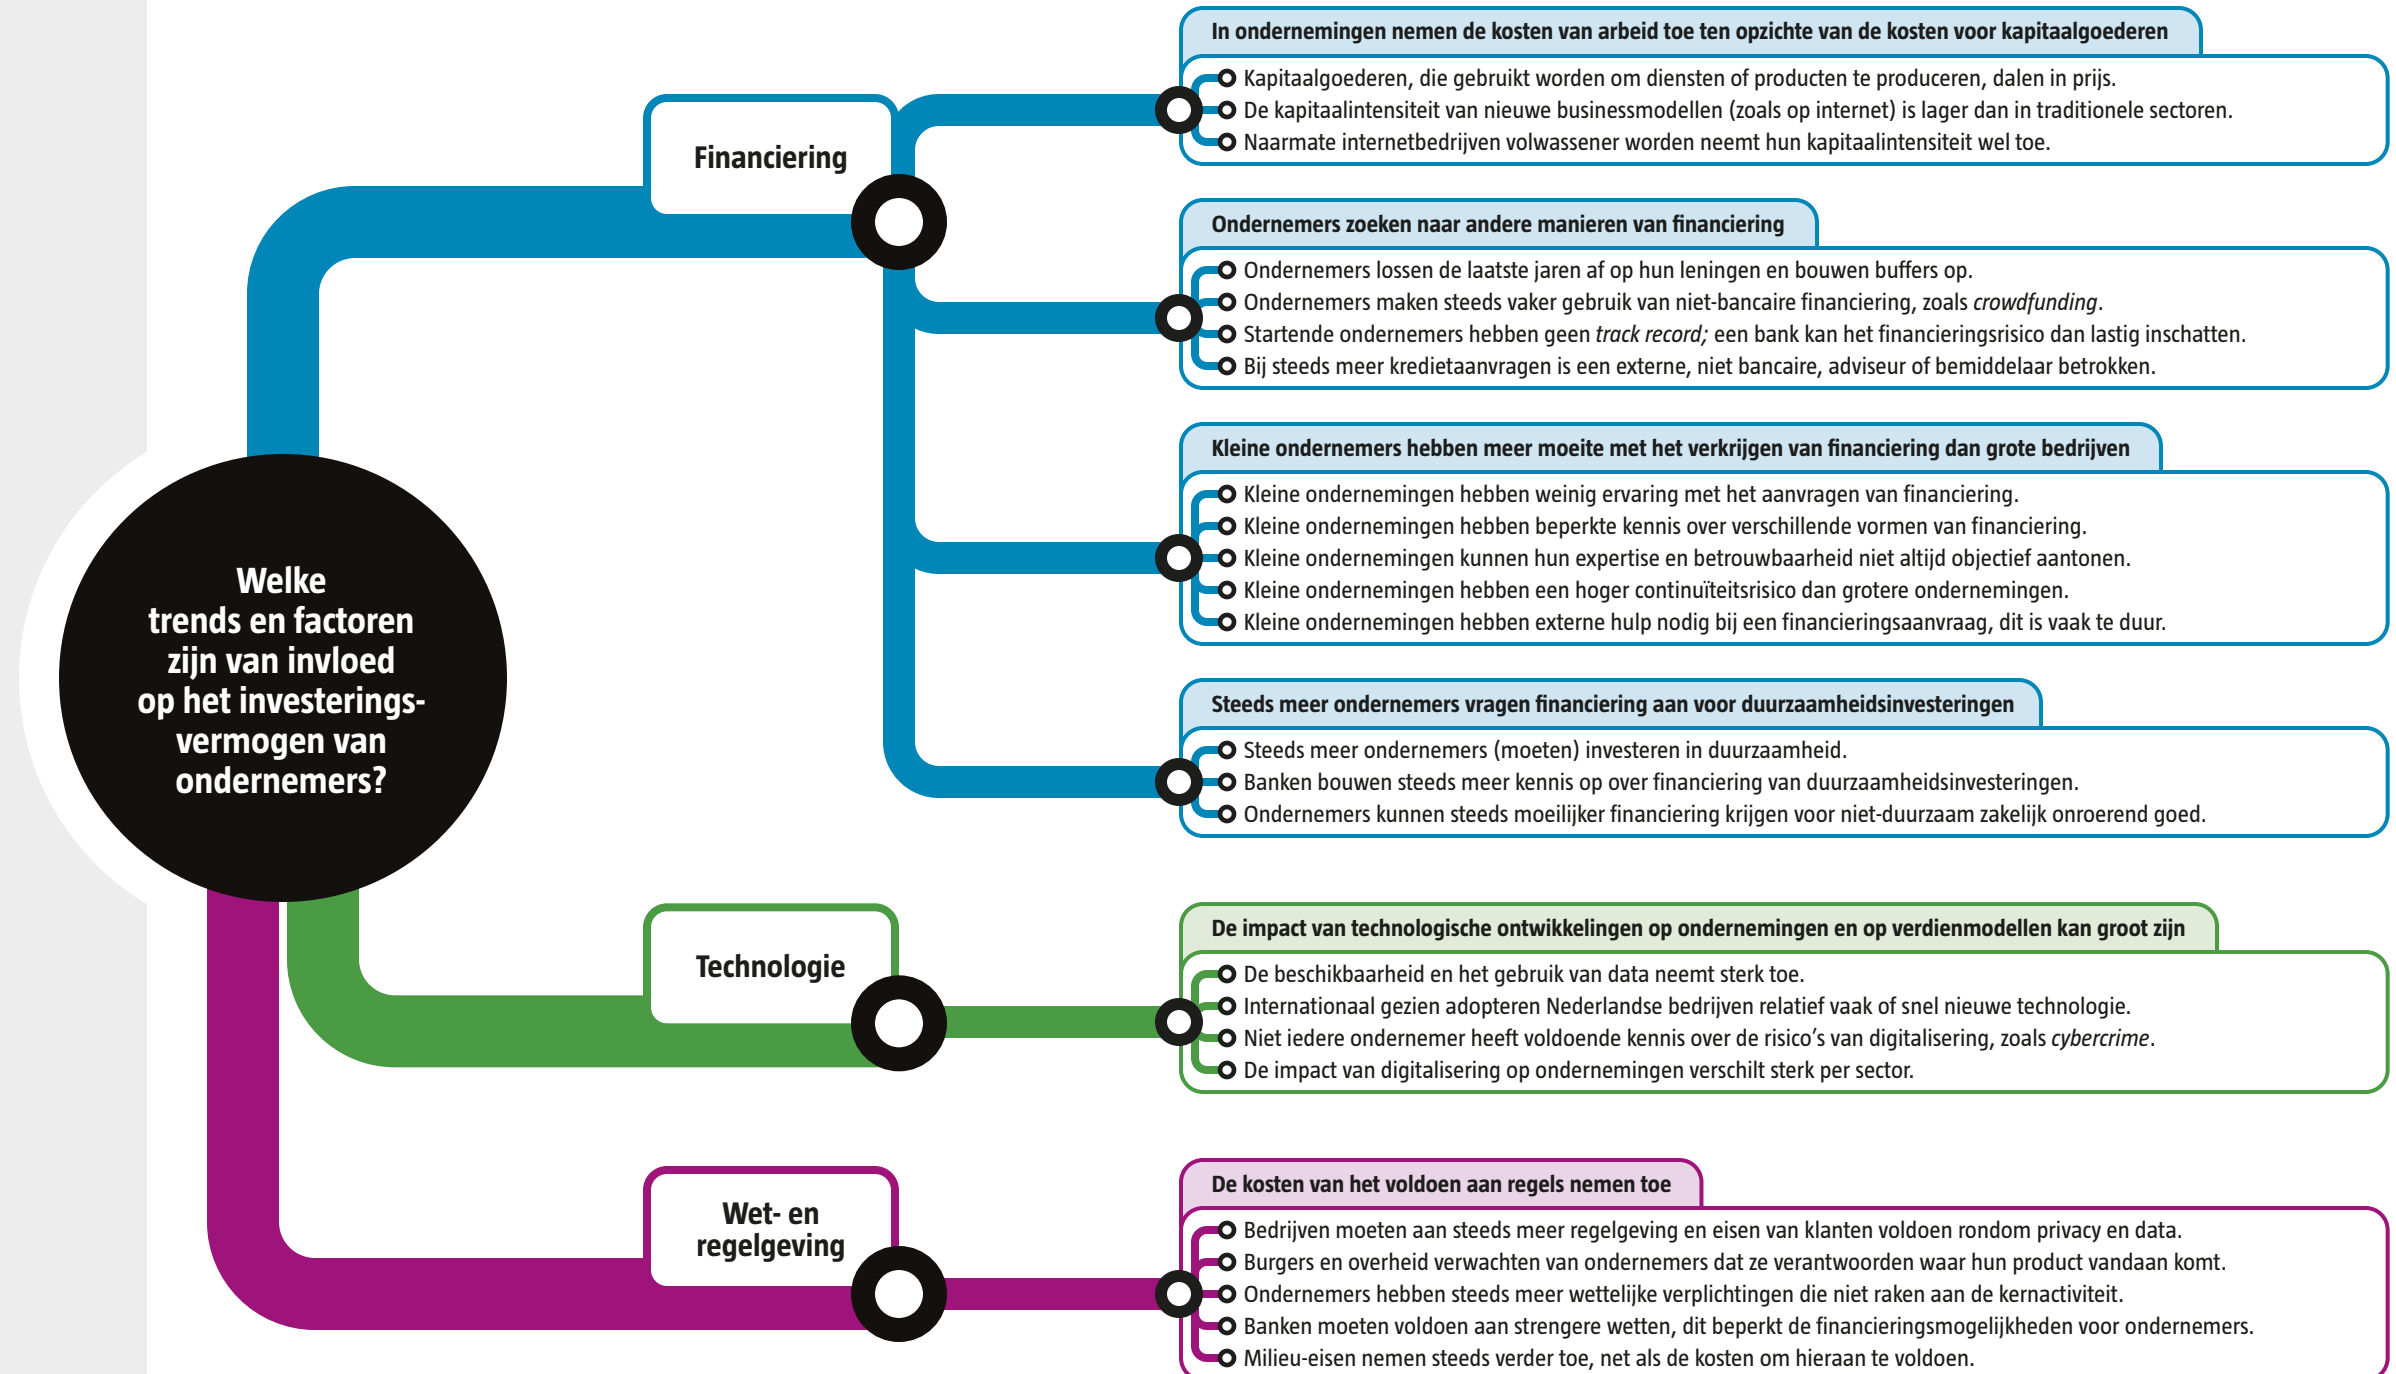 Welke
trends en factoren
zijn van invloed
op het investerings-
vermogen van
ondernemers?
Financiering
In ondernemingen nemen de kosten van arbeid toe ten opzichte van de kosten voor kapitaalgoederen
Kapitaalgoederen, die gebruikt worden om diensten of producten te produceren, dalen in prijs.
De kapitaalintensiteit van nieuwe businessmodellen (zoals op internet) is lager dan in traditionele sectoren.
Naarmate internetbedrijven volwassener worden neemt hun kapitaalintensiteit wel toe.
Ondernemers zoeken naar andere manieren van financiering
Ondernemers lossen de laatste jaren af op hun leningen en bouwen buffers op.
Ondernemers maken steeds vaker gebruik van niet-bancaire financiering, zoals crowdfunding.
Startende ondernemers hebben geen track record; een bank kan het financieringsrisico dan lastig inschatten.
Bij steeds meer kredietaanvragen is een externe, niet bancaire, adviseur of bemiddelaar betrokken.
Kleine ondernemers hebben meer moeite met het verkrijgen van financiering dan grote bedrijven
Kleine ondernemingen hebben weinig ervaring met het aanvragen van financiering.
Kleine ondernemingen hebben beperkte kennis over verschillende vormen van financiering.
Kleine ondernemingen kunnen hun expertise en betrouwbaarheid niet altijd objectief aantonen.
Kleine ondernemingen hebben een hoger continuïteitsrisico dan grotere ondernemingen.
Kleine ondernemingen hebben externe hulp nodig bij een financieringsaanvraag, dit is vaak te duur.
Steeds meer ondernemers vragen financiering aan voor duurzaamheidsinvesteringen
Steeds meer ondernemers (moeten) investeren in duurzaamheid.
Banken bouwen steeds meer kennis op over financiering van duurzaamheidsinvesteringen.
Ondernemers kunnen steeds moeilijker financiering krijgen voor niet-duurzaam zakelijk onroerend goed.
Technologie
De impact van technologische ontwikkelingen op ondernemingen en op verdienmodellen kan groot zijn
De beschikbaarheid en het gebruik van data neemt sterk toe.
Internationaal gezien adopteren Nederlandse bedrijven relatief vaak of snel nieuwe technologie.
Niet iedere ondernemer heeft voldoende kennis over de risico's van digitalisering, zoals cybercrime.
De impact van digitalisering op ondernemingen verschilt sterk per sector.
Wet- en
regelgeving
De kosten van het voldoen aan regels nemen toe
Bedrijven moeten aan steeds meer regelgeving en eisen van klanten voldoen rondom privacy en data.
Burgers en overheid verwachten van ondernemers dat ze verantwoorden waar hun product vandaan komt.
Ondernemers hebben steeds meer wettelijke verplichtingen die niet raken aan de kernactiviteit.
Banken moeten voldoen aan strengere wetten, dit beperkt de financieringsmogelijkheden voor ondernemers.
Milieu-eisen nemen steeds verder toe, net als de kosten om hieraan te voldoen.